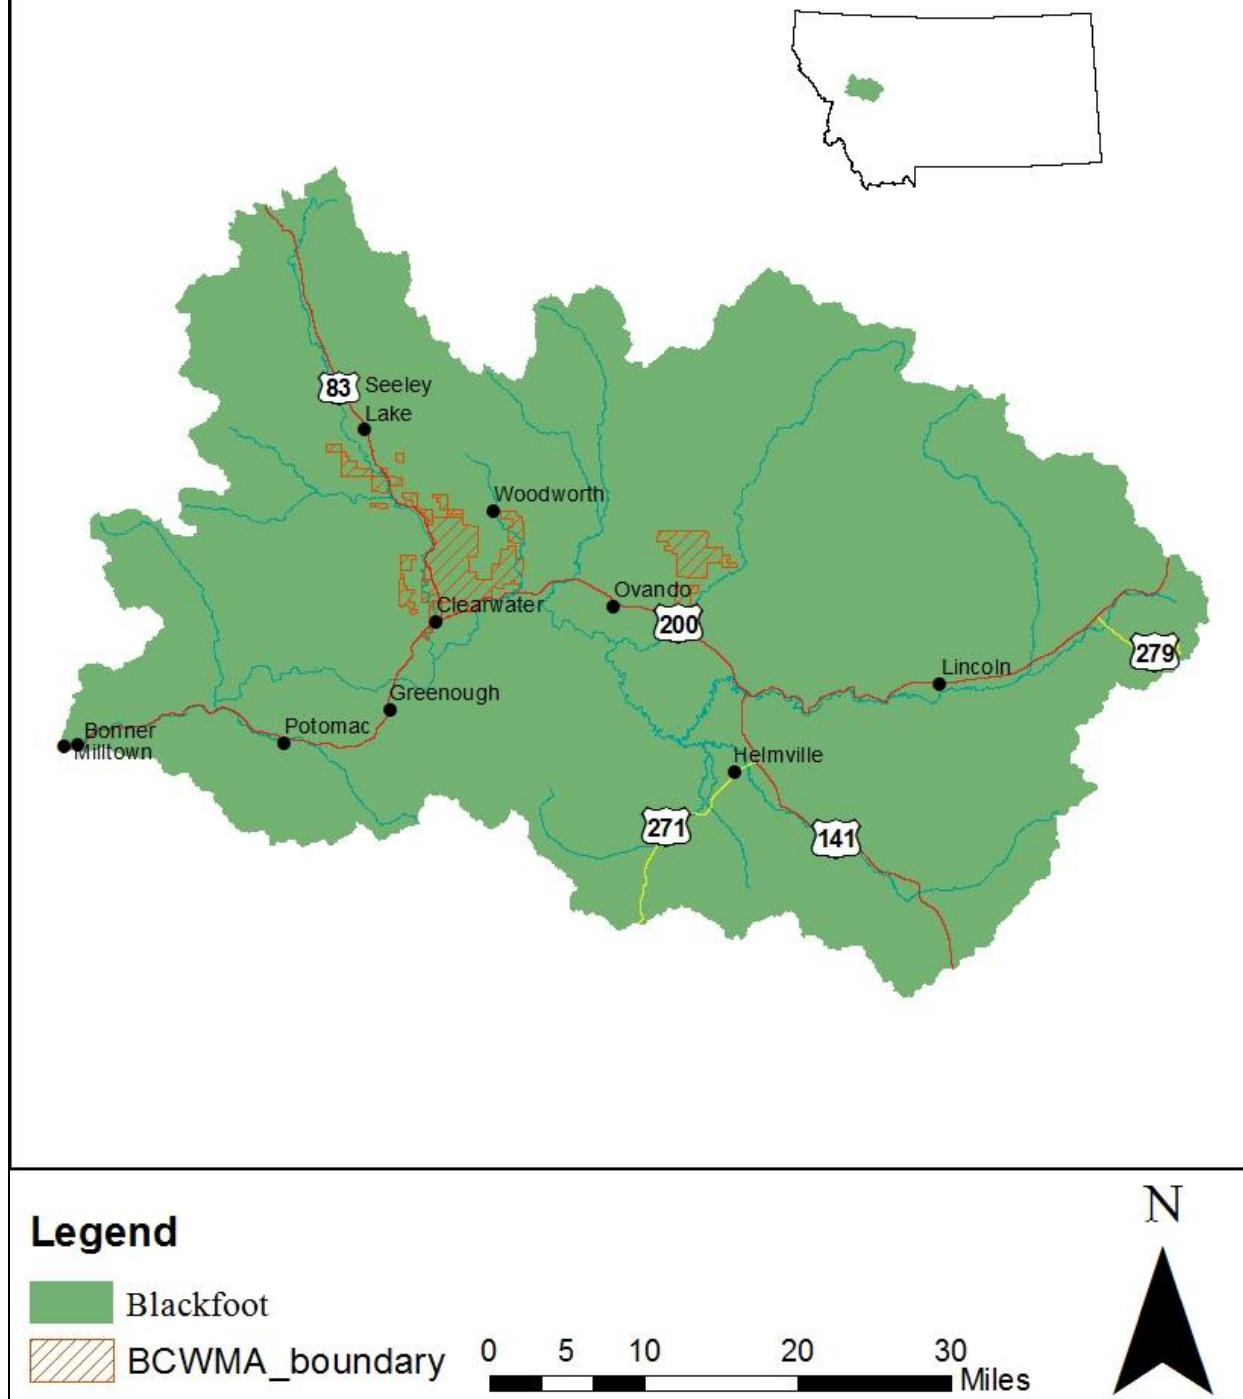 83 Seeley
Lake
Woodworth
Ovando
Clearwater
200
279
Lincoln
Greenough
Potomac
Bonner
Milltown
Helmville
271
141
Legend
N
Blackfoot
BCWMA_boundary
0 5 10 20 30
Miles